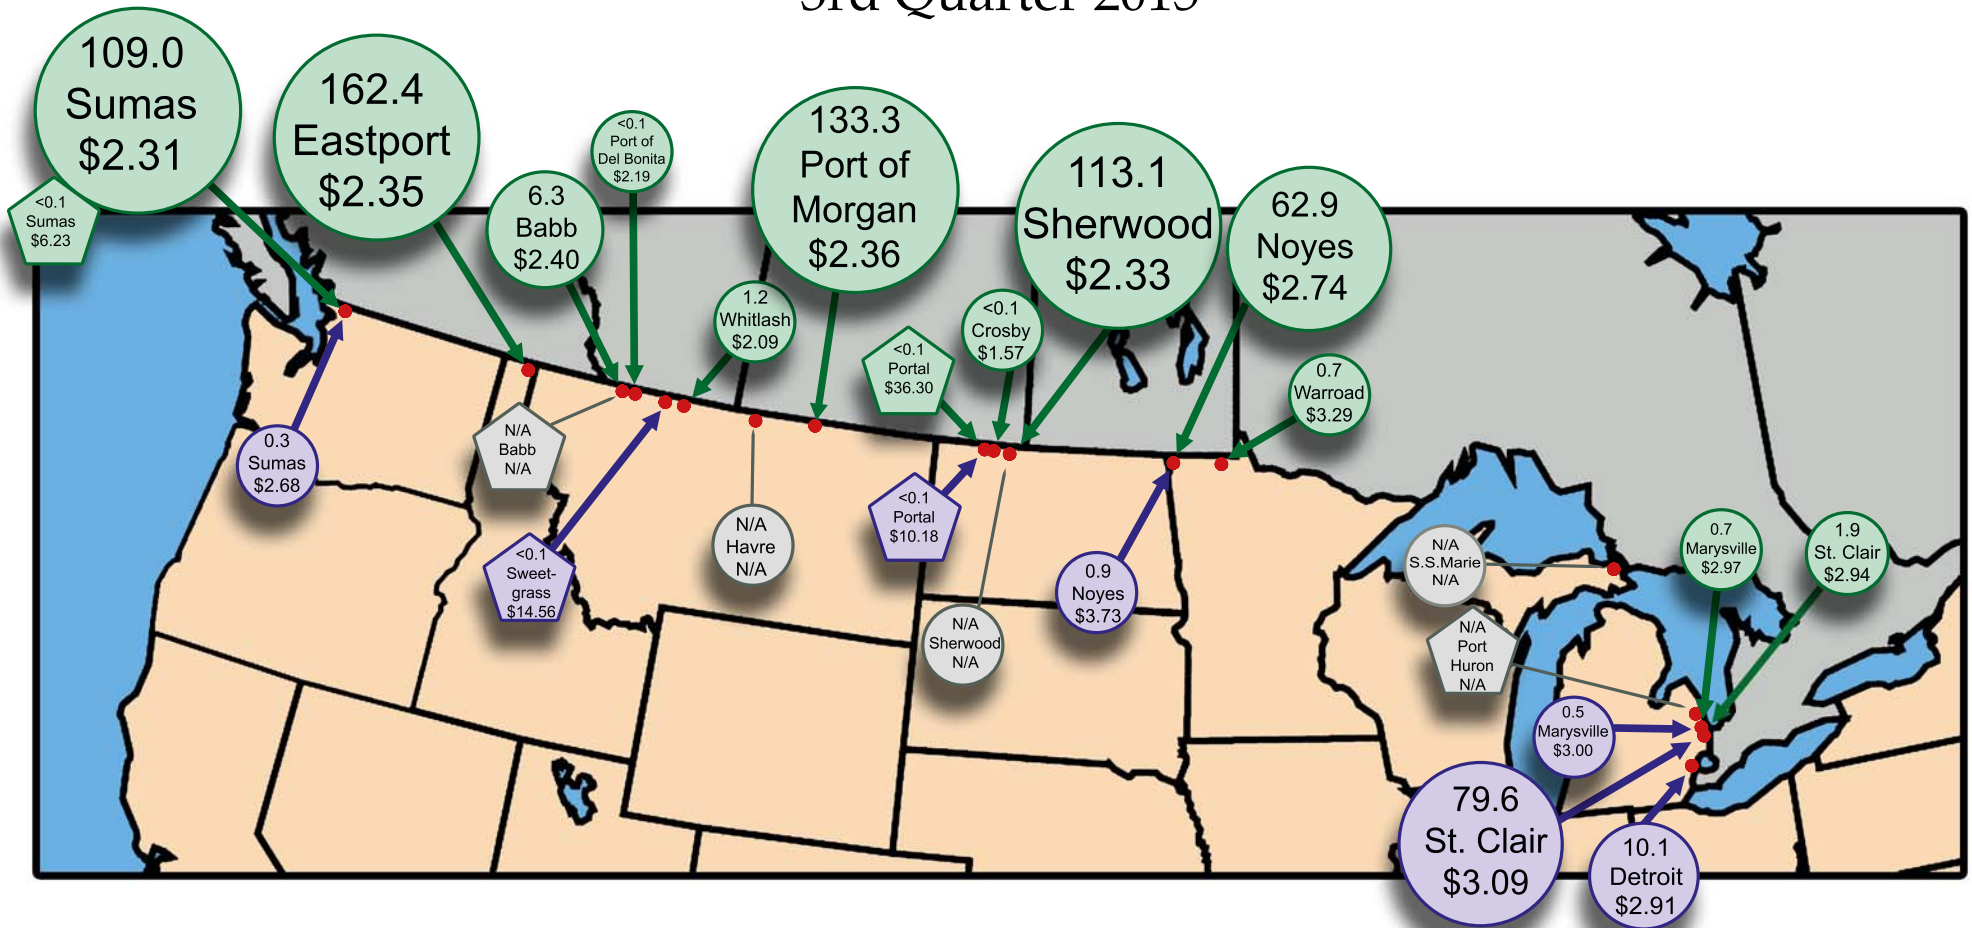 3rd Quarter 2015
109.0
Sumas
$2.31
<0.1
Sumas
$6.23
162.4
Eastport
$2.35
6.3
Babb
$2.40
<0.1
Port of
Del Bonita
$2.19
1.2
Whitlash
$2.09
133.3
Port of
Morgan
$2.36
<0.1
Portal
$36.30
<0.1
Crosby
$1.57
113.1
Sherwood
$2.33
62.9
Noyes
$2.74
0.7
Warroad
$3.29
0.3
Sumas
$2.68
N/A
Babb
N/A
<0.1
Sweet-
grass
$14.56
N/A
Havre
N/A
<0.1
Portal
$10.18
N/A
Sherwood
N/A
0.9
Noyes
$3.73
N/A
S.S.Marie
N/A
N/A
Port
Huron
N/A
0.7
Marysville
$2.97
1.9
St. Clair
$2.94
0.5
Marysville
$3.00
79.6
St. Clair
$3.09
10.1
Detroit
$2.91